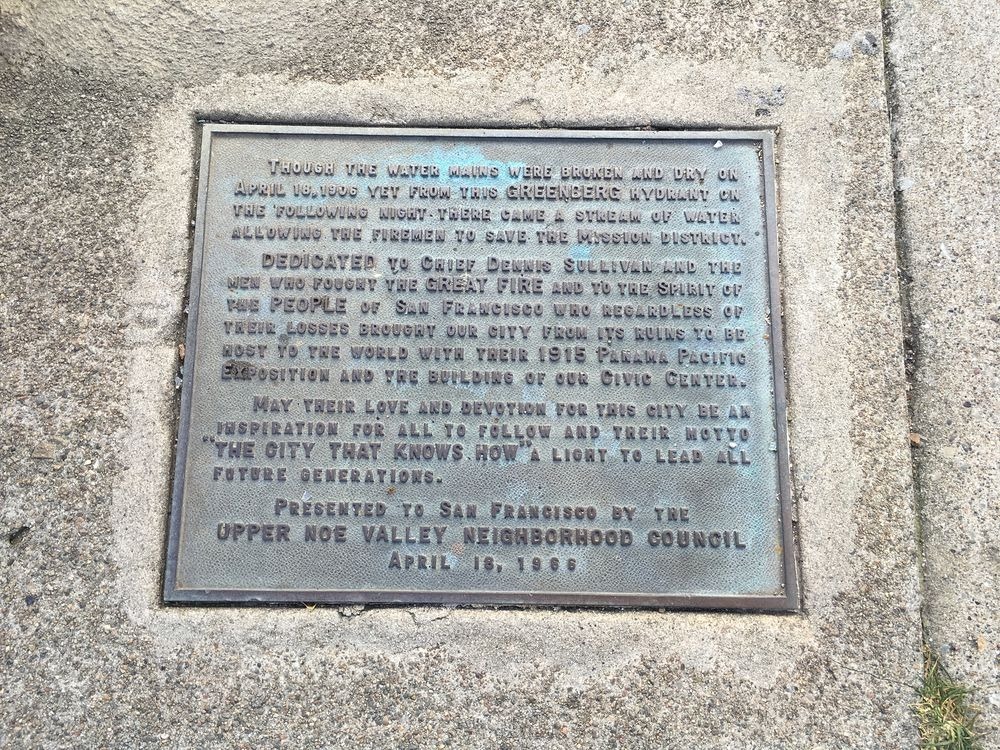 THOUGH THE WATER MAINS WERE BROKEN AND DRY ON
APRIL 18, 1906 YET FROM THIS GREENBERG HYDRANT ON
THE FOLLOWING NIGHT THERE CAME A STREAM OF WATER
ALLOWING THE FIREMEN TO SAVE THE MISSION DISTRICT.
DEDICATED TO CHIEF DENNIS SULLIVAN AND THE
MEN WHO FOUGHT THE GREAT FIRE AND TO THE SPIRIT OF
THE PEOPLE OF SAN FRANCISCO WHO REGARDLESS OF
THEIR LOSSES BROUGHT OUR CITY FROM ITS RUINS TO BE
HOST TO THE WORLD WITH THEIR 1915 PANAMA PACIFIC
EXPOSITION AND THE BUILDING OF OUR CIVIC CENTER.
MAY THEIR LOVE AND DEVOTION FOR THIS CITY BE AN
INSPIRATION FOR ALL TO FOLLOW AND THEIR MOTTO
"THE CITY THAT KNOWS HOW" A LIGHT TO LEAD ALL
FUTURE GENERATIONS.
PRESENTED TO SAN FRANCISCO BY THE
UPPER NOE VALLEY NEIGHBORHOOD COUNCIL
APRIL 18, 1966